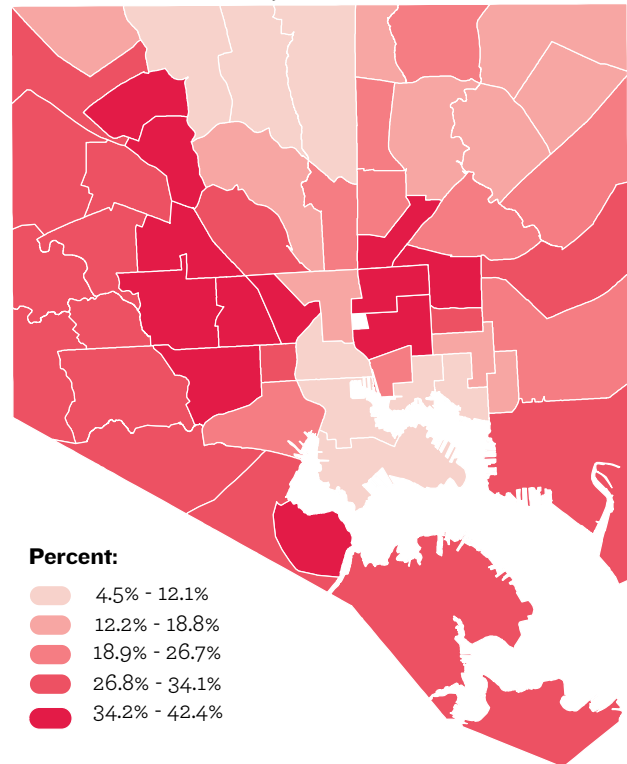 Percent:
4.5% - 12.1%
12.2% - 18.8%
18.9% - 26.7%
26.8% - 34.1%
34.2% - 42.4%